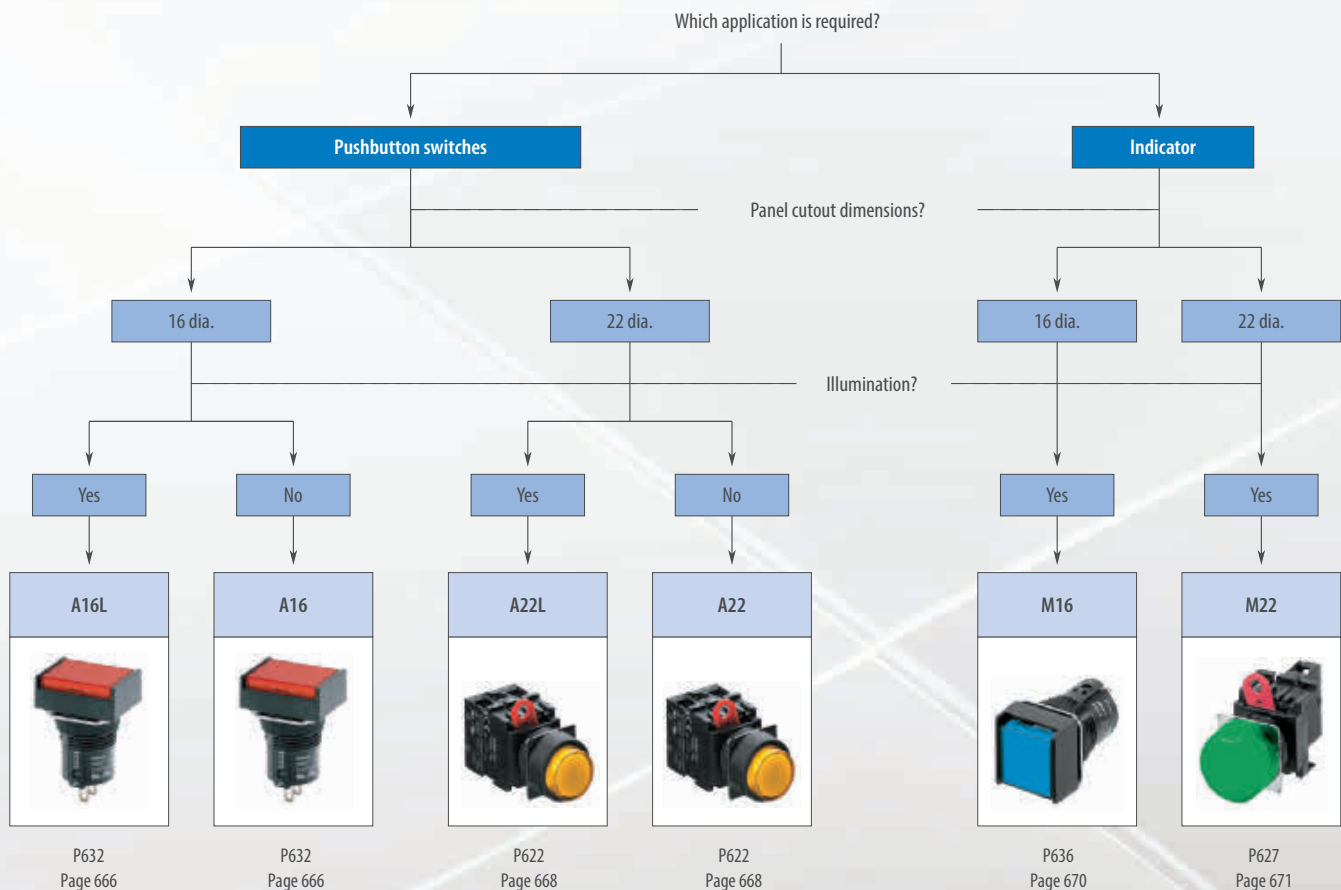 Which application is required?
Pushbutton switches
Indicator
Panel cutout dimensions?
16 dia.
22 dia.
16 dia.
22 dia.
Illumination?
Yes
No
Yes
No
Yes
Yes
A16L
A16
A22L
A22
M16
M22
P632
Page 666
P632
Page 666
P622
Page 668
P622
Page 668
P636
Page 670
P627
Page 671